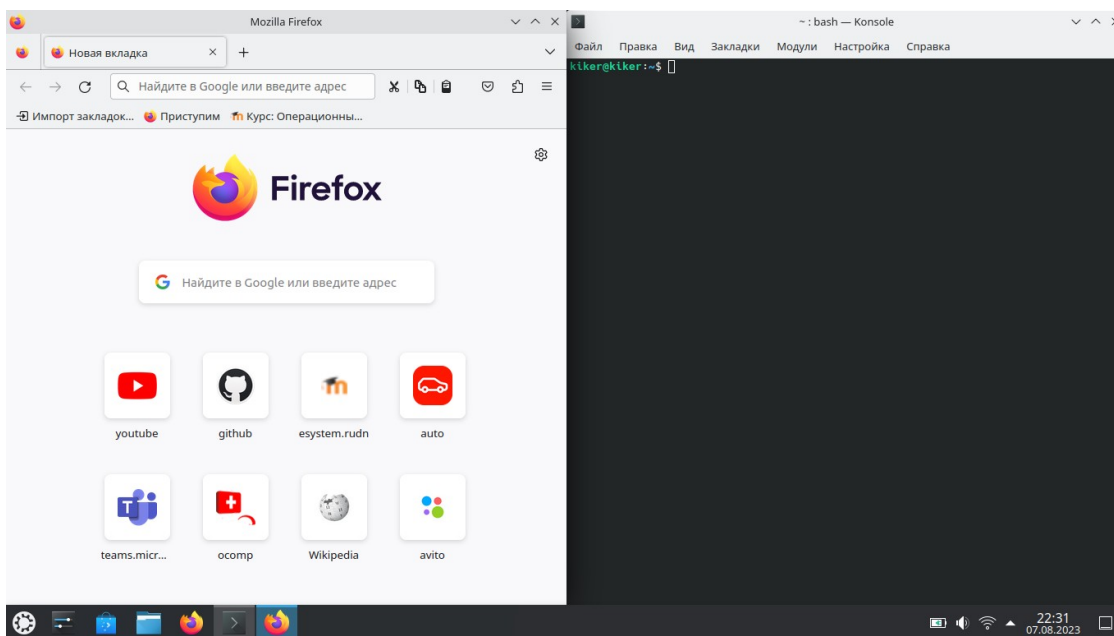 Mozilla Firefox
Новая вкладка
Найдите в Google или введите адрес
Импорт закладок... Приступим Курс: Операционны...
Firefox
Найдите в Google или введите адрес
youtube github esystem.rudn auto
teams.micr... ocomp Wikipedia avito
~ : bash — Konsole
Файл Правка Вид Закладки Модули Настройка Справка
kiker@kiker:~$
22:31
07.08.2023